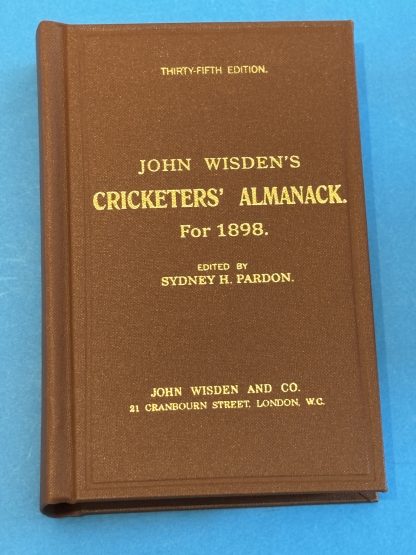 THIRTY-FIFTH EDITION.
JOHN WISDEN'S
CRICKETERS' ALMANACK.
For 1898.
EDITED BY
SYDNEY H. PARDON.
JOHN WISDEN AND CO.
21 CRANBOURN STREET, LONDON, W.C.